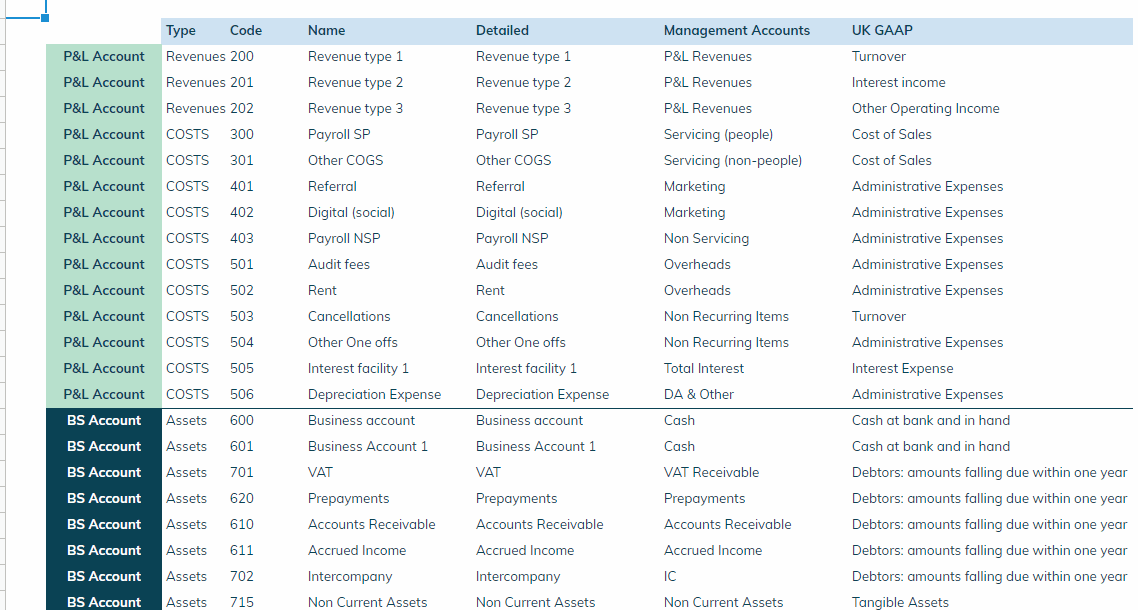 Type Code Name Detailed Management Accounts UK GAAP
P&L Account Revenues 200 Revenue type 1 Revenue type 1 P&L Revenues Turnover
P&L Account Revenues 201 Revenue type 2 Revenue type 2 P&L Revenues Interest income
P&L Account Revenues 202 Revenue type 3 Revenue type 3 P&L Revenues Other Operating Income
P&L Account COSTS 300 Payroll SP Payroll SP Servicing (people) Cost of Sales
P&L Account COSTS 301 Other COGS Other COGS Servicing (non-people) Cost of Sales
P&L Account COSTS 401 Referral Referral Marketing Administrative Expenses
P&L Account COSTS 402 Digital (social) Digital (social) Marketing Administrative Expenses
P&L Account COSTS 403 Payroll NSP Payroll NSP Non Servicing Administrative Expenses
P&L Account COSTS 501 Audit fees Audit fees Overheads Administrative Expenses
P&L Account COSTS 502 Rent Rent Overheads Administrative Expenses
P&L Account COSTS 503 Cancellations Cancellations Non Recurring Items Turnover
P&L Account COSTS 504 Other One offs Other One offs Non Recurring Items Administrative Expenses
P&L Account COSTS 505 Interest facility 1 Interest facility 1 Total Interest Interest Expense
P&L Account COSTS 506 Depreciation Expense Depreciation Expense DA & Other Administrative Expenses
BS Account Assets 600 Business account Business account Cash Cash at bank and in hand
BS Account Assets 601 Business Account 1 Business Account 1 Cash Cash at bank and in hand
BS Account Assets 701 VAT VAT VAT Receivable Debtors: amounts falling due within one year
BS Account Assets 620 Prepayments Prepayments Prepayments Debtors: amounts falling due within one year
BS Account Assets 610 Accounts Receivable Accounts Receivable Accounts Receivable Debtors: amounts falling due within one year
BS Account Assets 611 Accrued Income Accrued Income Accrued Income Debtors: amounts falling due within one year
BS Account Assets 702 Intercompany Intercompany IC Debtors: amounts falling due within one year
BS Account Assets 715 Non Current Assets Non Current Assets Non Current Assets Tangible Assets